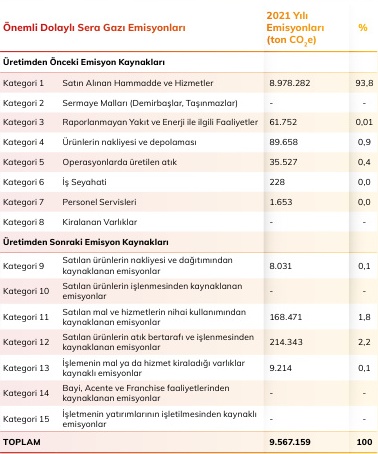 Önemli Dolaylı Sera Gazı Emisyonları 2021 Yılı Emisyonları (ton CO₂e) %
Üretimden Önceki Emisyon Kaynakları
Kategori 1 Satın Alınan Hammadde ve Hizmetler 8.978.282 93,8
Kategori 2 Sermaye Malları (Demirbaşlar, Taşınmazlar) - -
Kategori 3 Raporlanmayan Yakıt ve Enerji ile ilgili Faaliyetler 61.752 0,01
Kategori 4 Ürünlerin nakliyesi ve depolaması 89.658 0,9
Kategori 5 Operasyonlarda üretilen atık 35.527 0,4
Kategori 6 İş Seyahati 228 0,0
Kategori 7 Personel Servisleri 1.653 0,0
Kategori 8 Kiralanan Varlıklar - -
Üretimden Sonraki Emisyon Kaynakları
Kategori 9 Satılan ürünlerin nakliyesi ve dağıtımından kaynaklanan emisyonlar 8.031 0,1
Kategori 10 Satılan ürünlerin işlenmesinden kaynaklanan emisyonlar - -
Kategori 11 Satılan mal ve hizmetlerin nihai kullanımından kaynaklanan emisyonlar 168.471 1,8
Kategori 12 Satılan ürünlerin atık bertarafı ve işlenmesinden kaynaklanan emisyonlar 214.343 2,2
Kategori 13 İşlemenin mal ya da hizmet kiraladığı varlıklar kaynaklı emisyonlar 9.214 0,1
Kategori 14 Bayi, Acente ve Franchise faaliyetlerinden kaynaklanan emisyonlar - -
Kategori 15 İşletmenin yatırımlarının işletilmesinden kaynaklı emisyonlar - -
TOPLAM 9.567.159 100